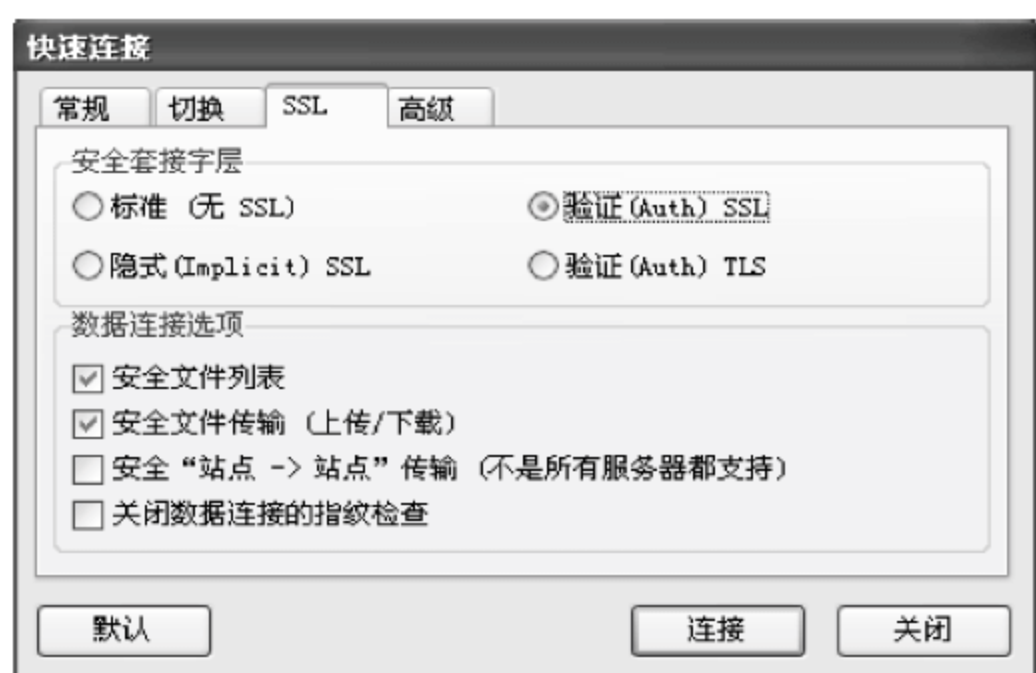 快速连接
常规 切换 SSL 高级
安全套接字层
标准 (无 SSL) 验证(Auth) SSL
隐式(Implicit) SSL 验证(Auth) TLS
数据连接选项
安全文件列表
安全文件传输 (上传/下载)
安全“站点 -> 站点”传输 (不是所有服务器都支持)
关闭数据连接的指纹检查
默认 连接 关闭